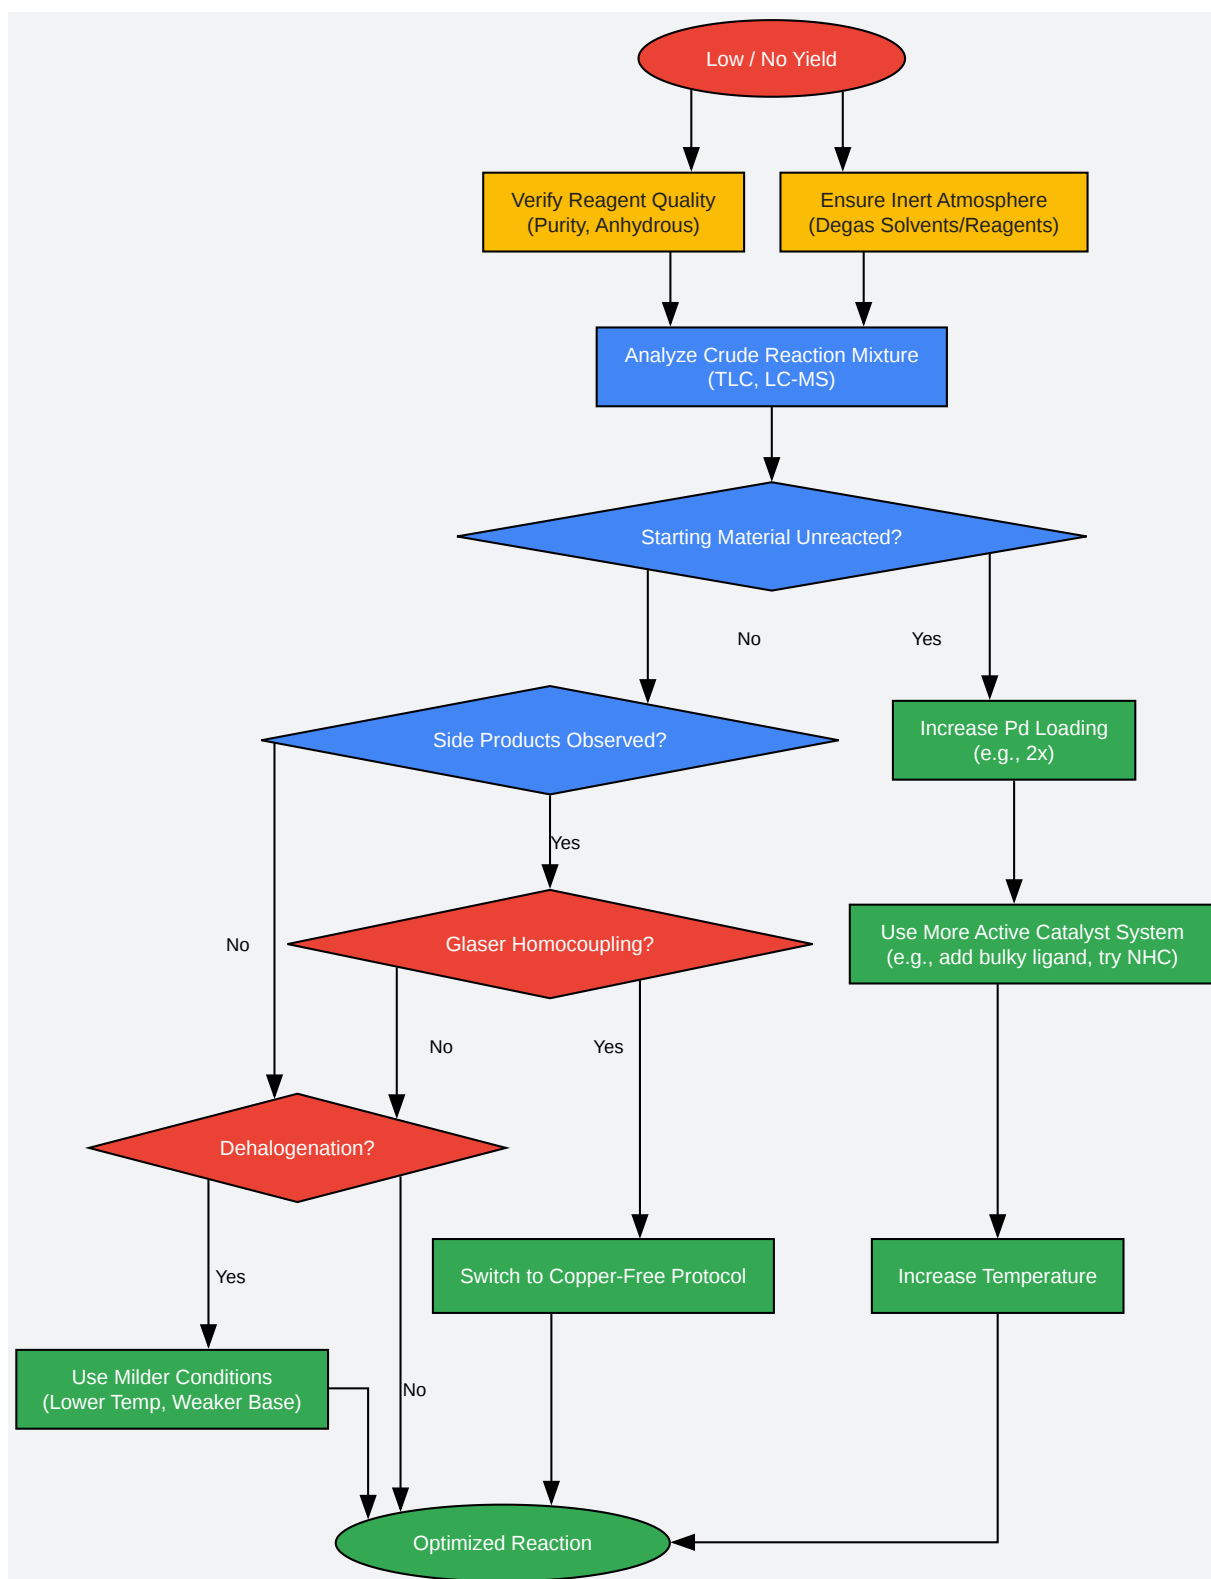 Low / No Yield
Verify Reagent Quality
(Purity, Anhydrous)
Ensure Inert Atmosphere
(Degas Solvents/Reagents)
Analyze Crude Reaction Mixture
(TLC, LC-MS)
Starting Material Unreacted?
No
Yes
Side Products Observed?
Increase Pd Loading
(e.g., 2x)
Yes
No
Glaser Homocoupling?
Use More Active Catalyst System
(e.g., add bulky ligand, try NHC)
No
Yes
Dehalogenation?
Yes
Switch to Copper-Free Protocol
Increase Temperature
Use Milder Conditions
(Lower Temp, Weaker Base)
No
Optimized Reaction